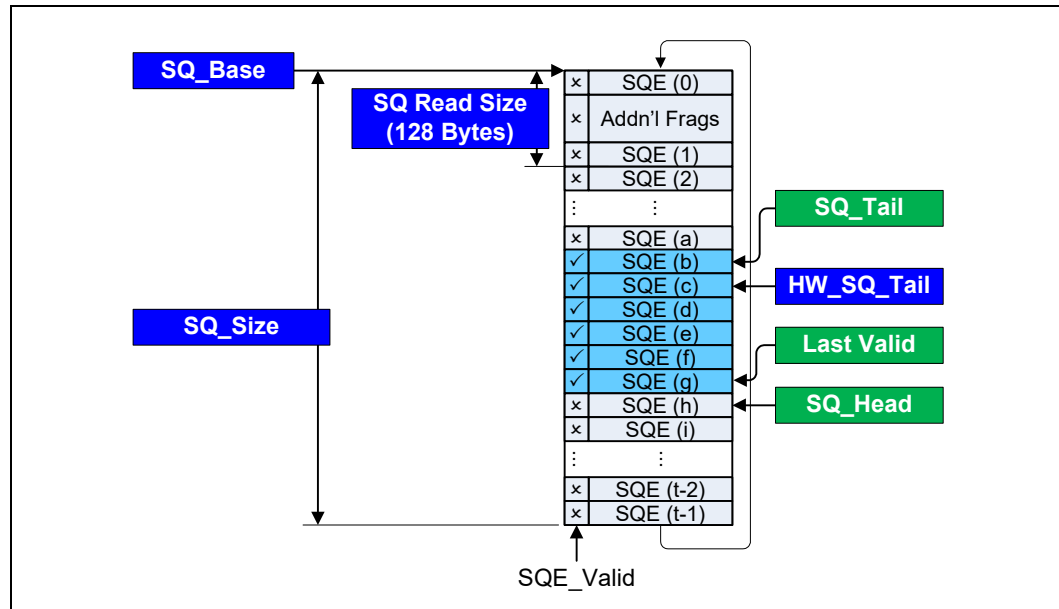 SQ_Base
SQ Read Size
(128 Bytes)
SQ_Size
x SQE (0)
x Addn'l Frags
x SQE (1)
x SQE (2)
⋮ ⋮
x SQE (a)
✓ SQE (b)
✓ SQE (c)
✓ SQE (d)
✓ SQE (e)
✓ SQE (f)
✓ SQE (g)
x SQE (h)
x SQE (i)
⋮ ⋮
x SQE (t-2)
x SQE (t-1)
SQE_Valid
SQ_Tail
HW_SQ_Tail
Last Valid
SQ_Head